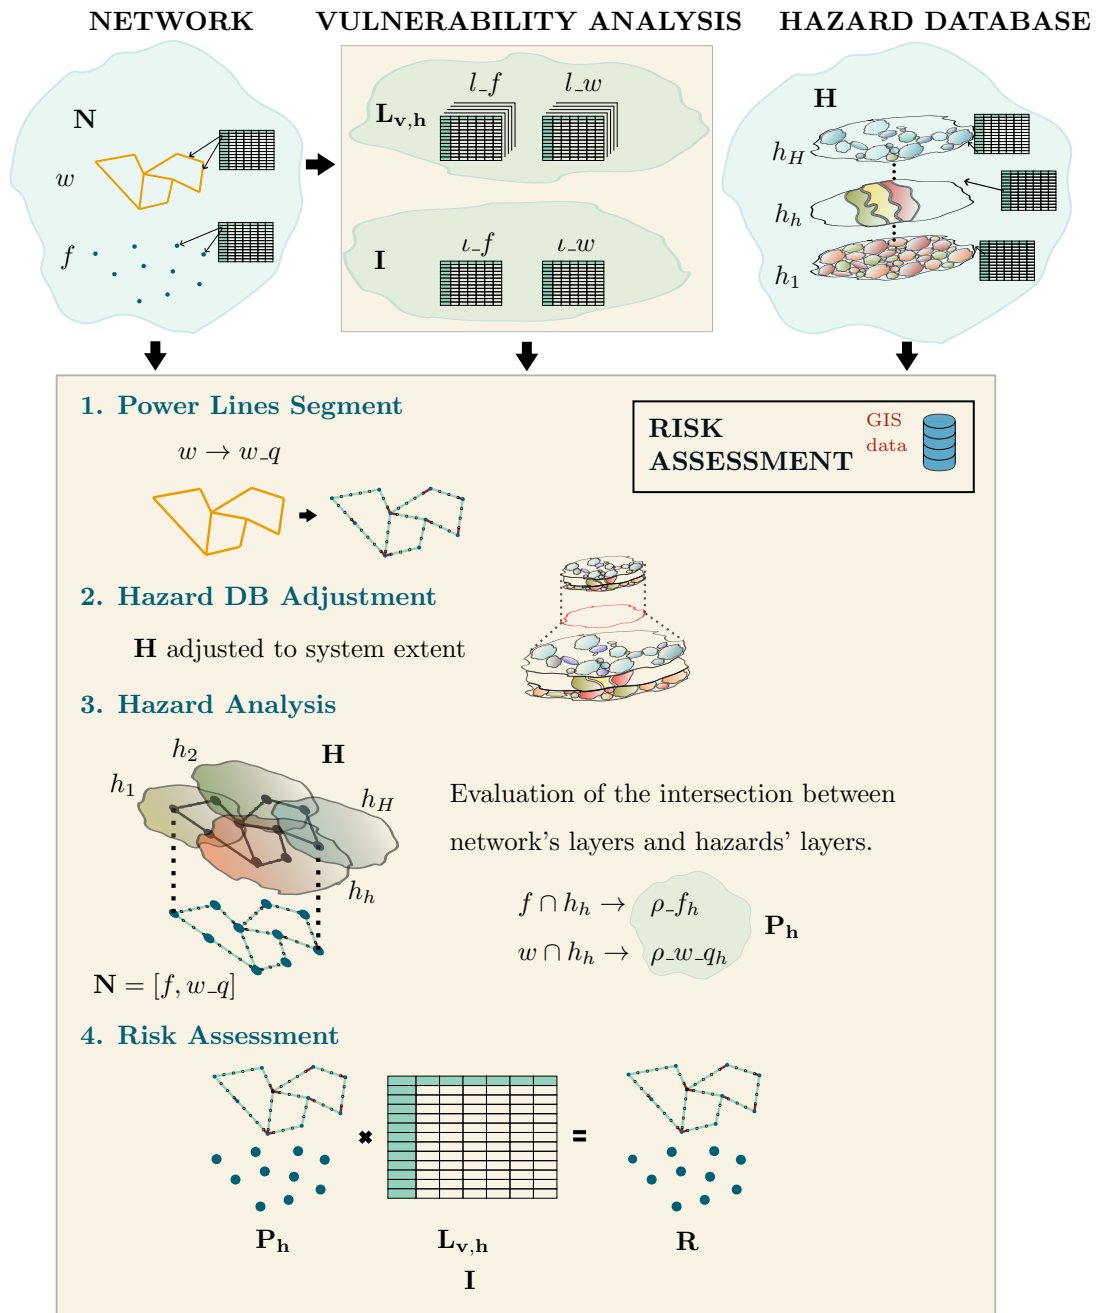 NETWORK
VULNERABILITY ANALYSIS
HAZARD DATABASE
N
w
f
l_f l_w
L_{v,h}
ι_f ι_w
I
H
h_H
h_h
h_1
1. Power Lines Segment
w → w_q
RISK
ASSESSMENT
GIS
data
2. Hazard DB Adjustment
H adjusted to system extent
3. Hazard Analysis
h_2
H
h_1
h_H
h_h
N = [f, w_q]
Evaluation of the intersection between
network's layers and hazards' layers.
f ∩ h_h → ρ_f_h
w ∩ h_h → ρ_w_q_h
P_h
4. Risk Assessment
✖ =
P_h
L_{v,h}
I
R